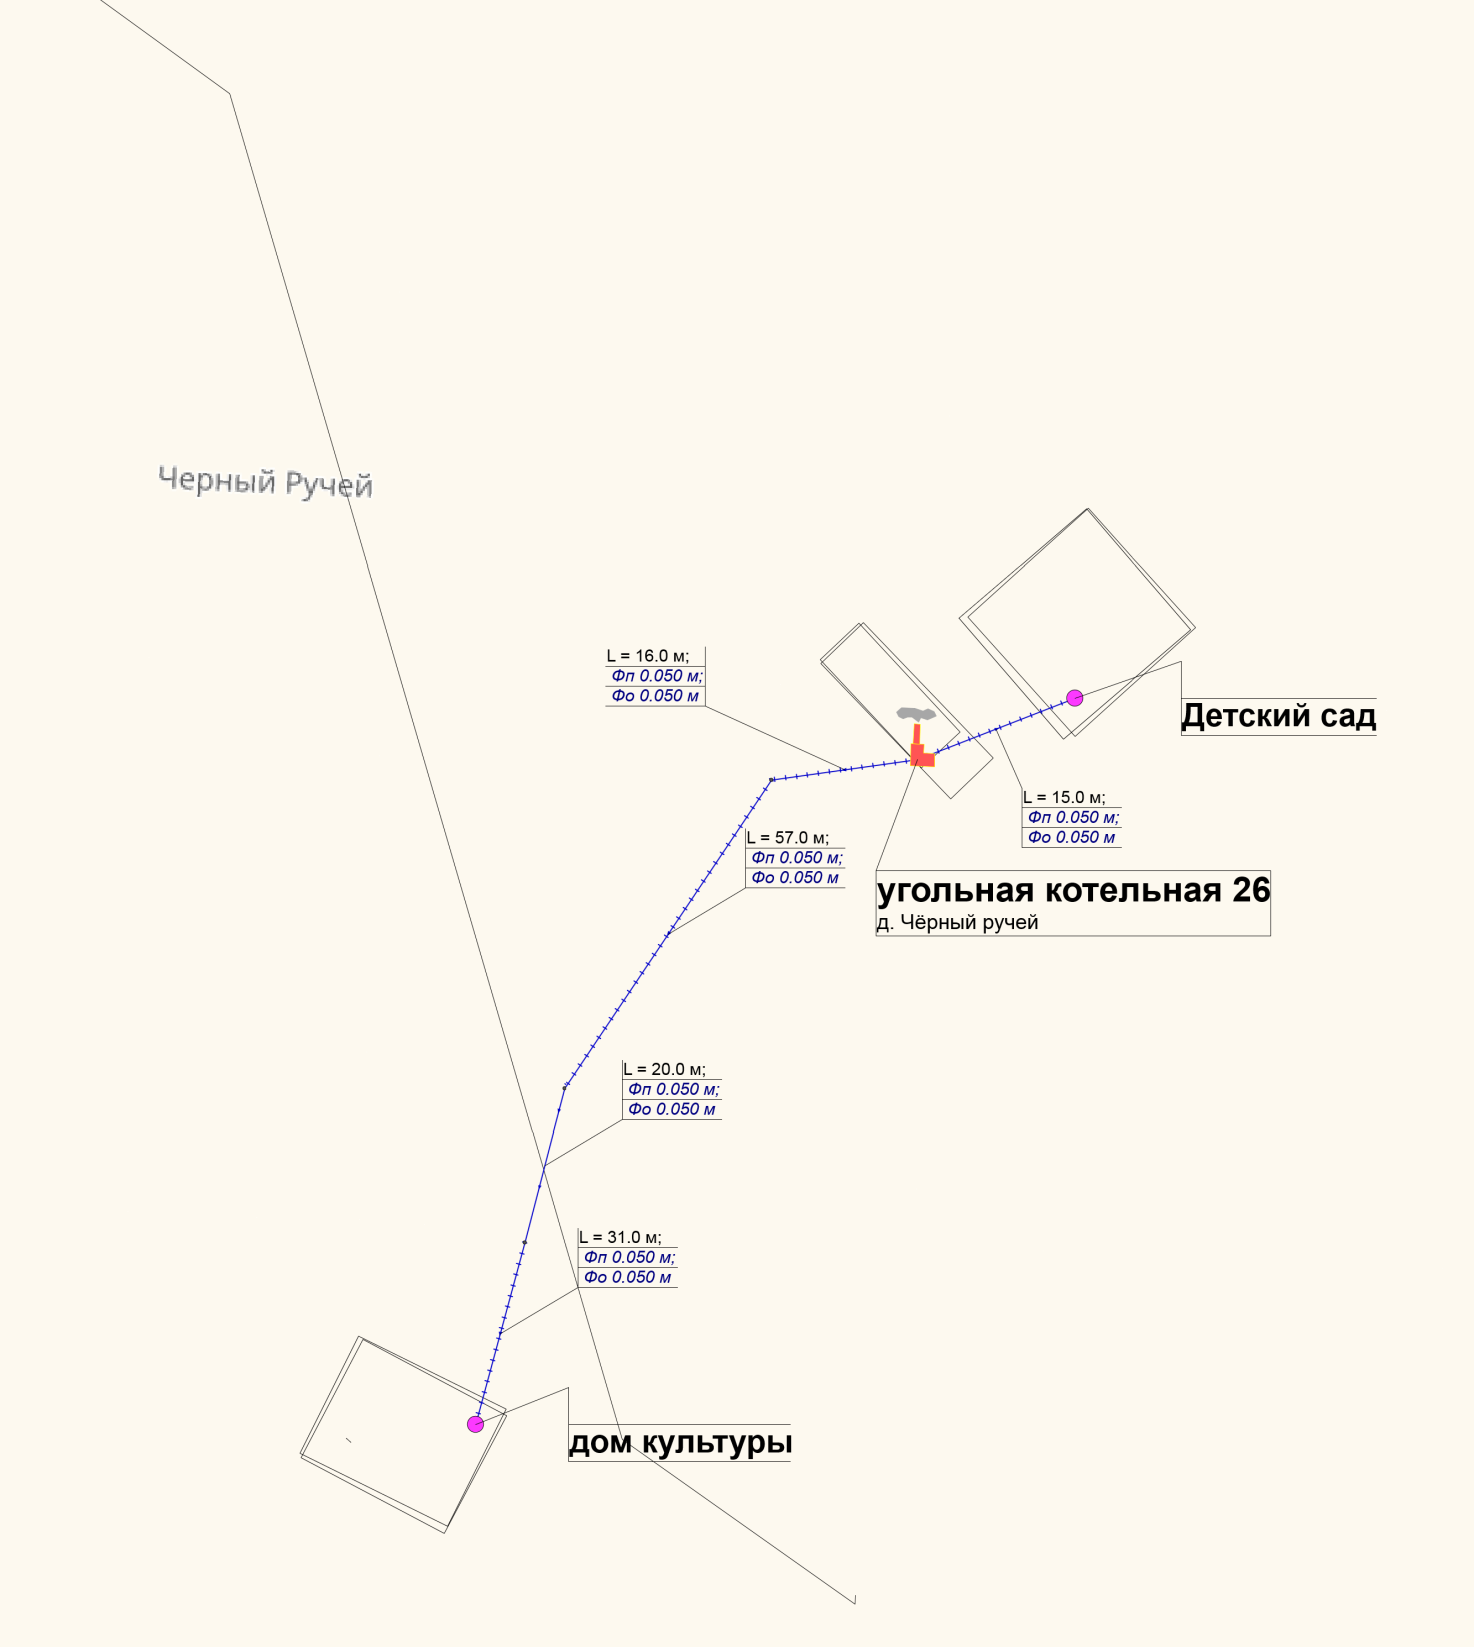 Черный Ручей
L = 16.0 м;
Фп 0.050 м;
Фо 0.050 м
Детский сад
L = 15.0 м;
Фп 0.050 м;
Фо 0.050 м
L = 57.0 м;
Фп 0.050 м;
Фо 0.050 м
угольная котельная 26
д. Чёрный ручей
L = 20.0 м;
Фп 0.050 м;
Фо 0.050 м
L = 31.0 м;
Фп 0.050 м;
Фо 0.050 м
дом культуры